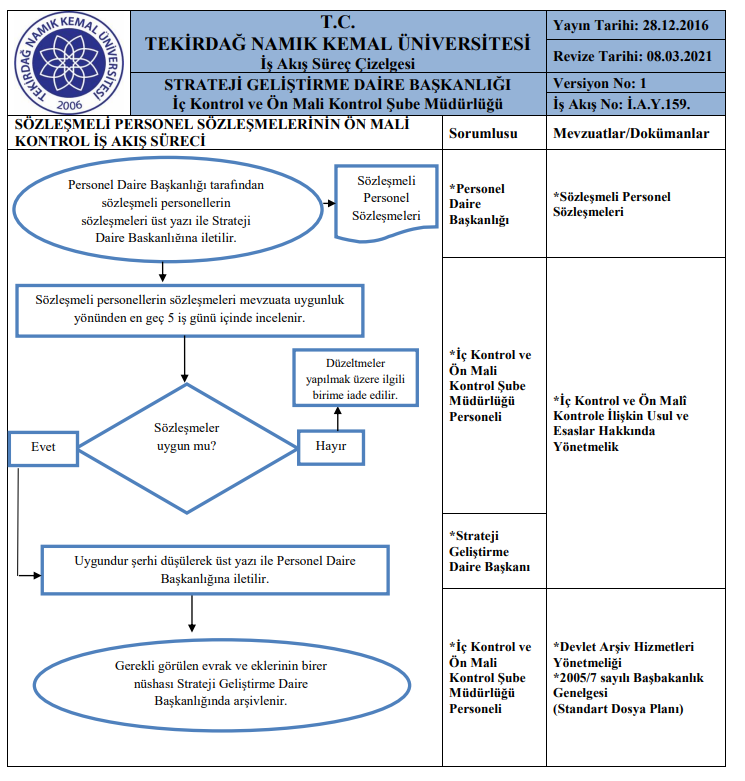 TEKİRDAĞ NAMIK KEMAL ÜNİVERSİTESİ
2006
T.C.
TEKİRDAĞ NAMIK KEMAL ÜNİVERSİTESİ
İş Akış Süreç Çizelgesi
STRATEJİ GELİŞTİRME DAİRE BAŞKANLIĞI
İç Kontrol ve Ön Mali Kontrol Şube Müdürlüğü
Yayın Tarihi: 28.12.2016
Revize Tarihi: 08.03.2021
Versiyon No: 1
İş Akış No: İ.A.Y.159.
SÖZLEŞMELİ PERSONEL SÖZLEŞMELERİNİN ÖN MALİ
KONTROL İŞ AKIŞ SÜRECİ
Sorumlusu
Mevzuatlar/Dokümanlar
Personel Daire Başkanlığı tarafından
sözleşmeli personellerin
sözleşmeleri üst yazı ile Strateji
Daire Baskanlığına iletilir.
Sözleşmeli
Personel
Sözleşmeleri
*Personel
Daire
Başkanlığı
*Sözleşmeli Personel
Sözleşmeleri
Sözleşmeli personellerin sözleşmeleri mevzuata uygunluk
yönünden en geç 5 iş günü içinde incelenir.
Düzeltmeler
yapılmak üzere ilgili
birime iade edilir.
Sözleşmeler
uygun mu?
Evet
Hayır
*İç Kontrol ve
Ön Mali
Kontrol Şube
Müdürlüğü
Personeli
*İç Kontrol ve Ön Malî
Kontrole İlişkin Usul ve
Esaslar Hakkında
Yönetmelik
*Strateji
Geliştirme
Daire Başkanı
Uygundur şerhi düşülerek üst yazı ile Personel Daire
Başkanlığına iletilir.
Gerekli görülen evrak ve eklerinin birer
nüshası Strateji Geliştirme Daire
Başkanlığında arşivlenir.
*İç Kontrol ve
Ön Mali
Kontrol Şube
Müdürlüğü
Personeli
*Devlet Arşiv Hizmetleri
Yönetmeliği
*2005/7 sayılı Başbakanlık
Genelgesi
(Standart Dosya Planı)